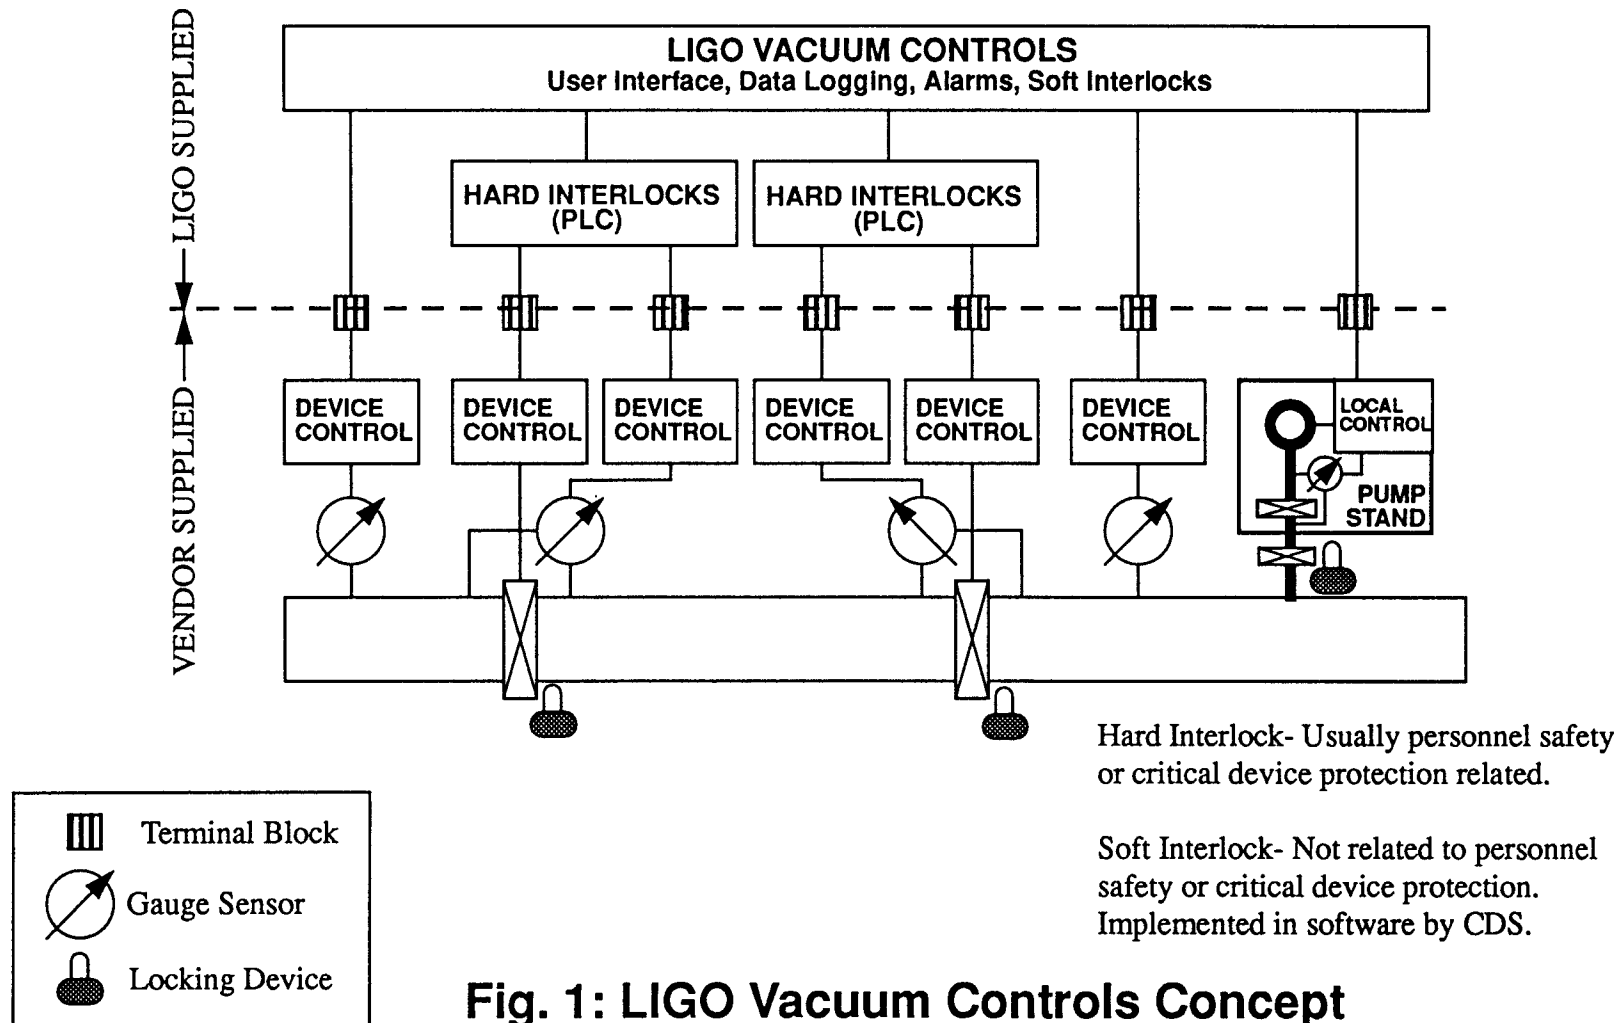 LIGO VACUUM CONTROLS
User Interface, Data Logging, Alarms, Soft Interlocks
LIGO SUPPLIED
HARD INTERLOCKS
(PLC)
HARD INTERLOCKS
(PLC)
VENDOR SUPPLIED
DEVICE
CONTROL
DEVICE
CONTROL
DEVICE
CONTROL
DEVICE
CONTROL
DEVICE
CONTROL
DEVICE
CONTROL
LOCAL
CONTROL
PUMP
STAND
Hard Interlock- Usually personnel safety
or critical device protection related.
Soft Interlock- Not related to personnel
safety or critical device protection.
Implemented in software by CDS.
Terminal Block
Gauge Sensor
Locking Device
Fig. 1: LIGO Vacuum Controls Concept